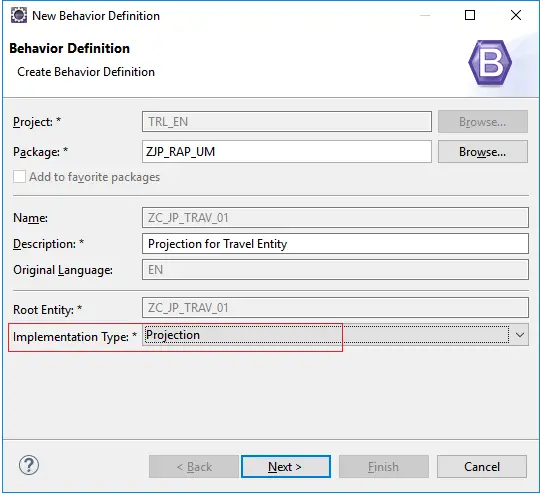 New Behavior Definition
Behavior Definition
Create Behavior Definition
B
Project: * TRL_EN Browse...
Package: * ZJP_RAP_UM Browse...
Add to favorite packages
Name: ZC_JP_TRAV_01
Description: * Projection for Travel Entity
Original Language: EN
Root Entity: * ZC_JP_TRAV_01
Implementation Type: * Projection
? < Back Next > Finish Cancel